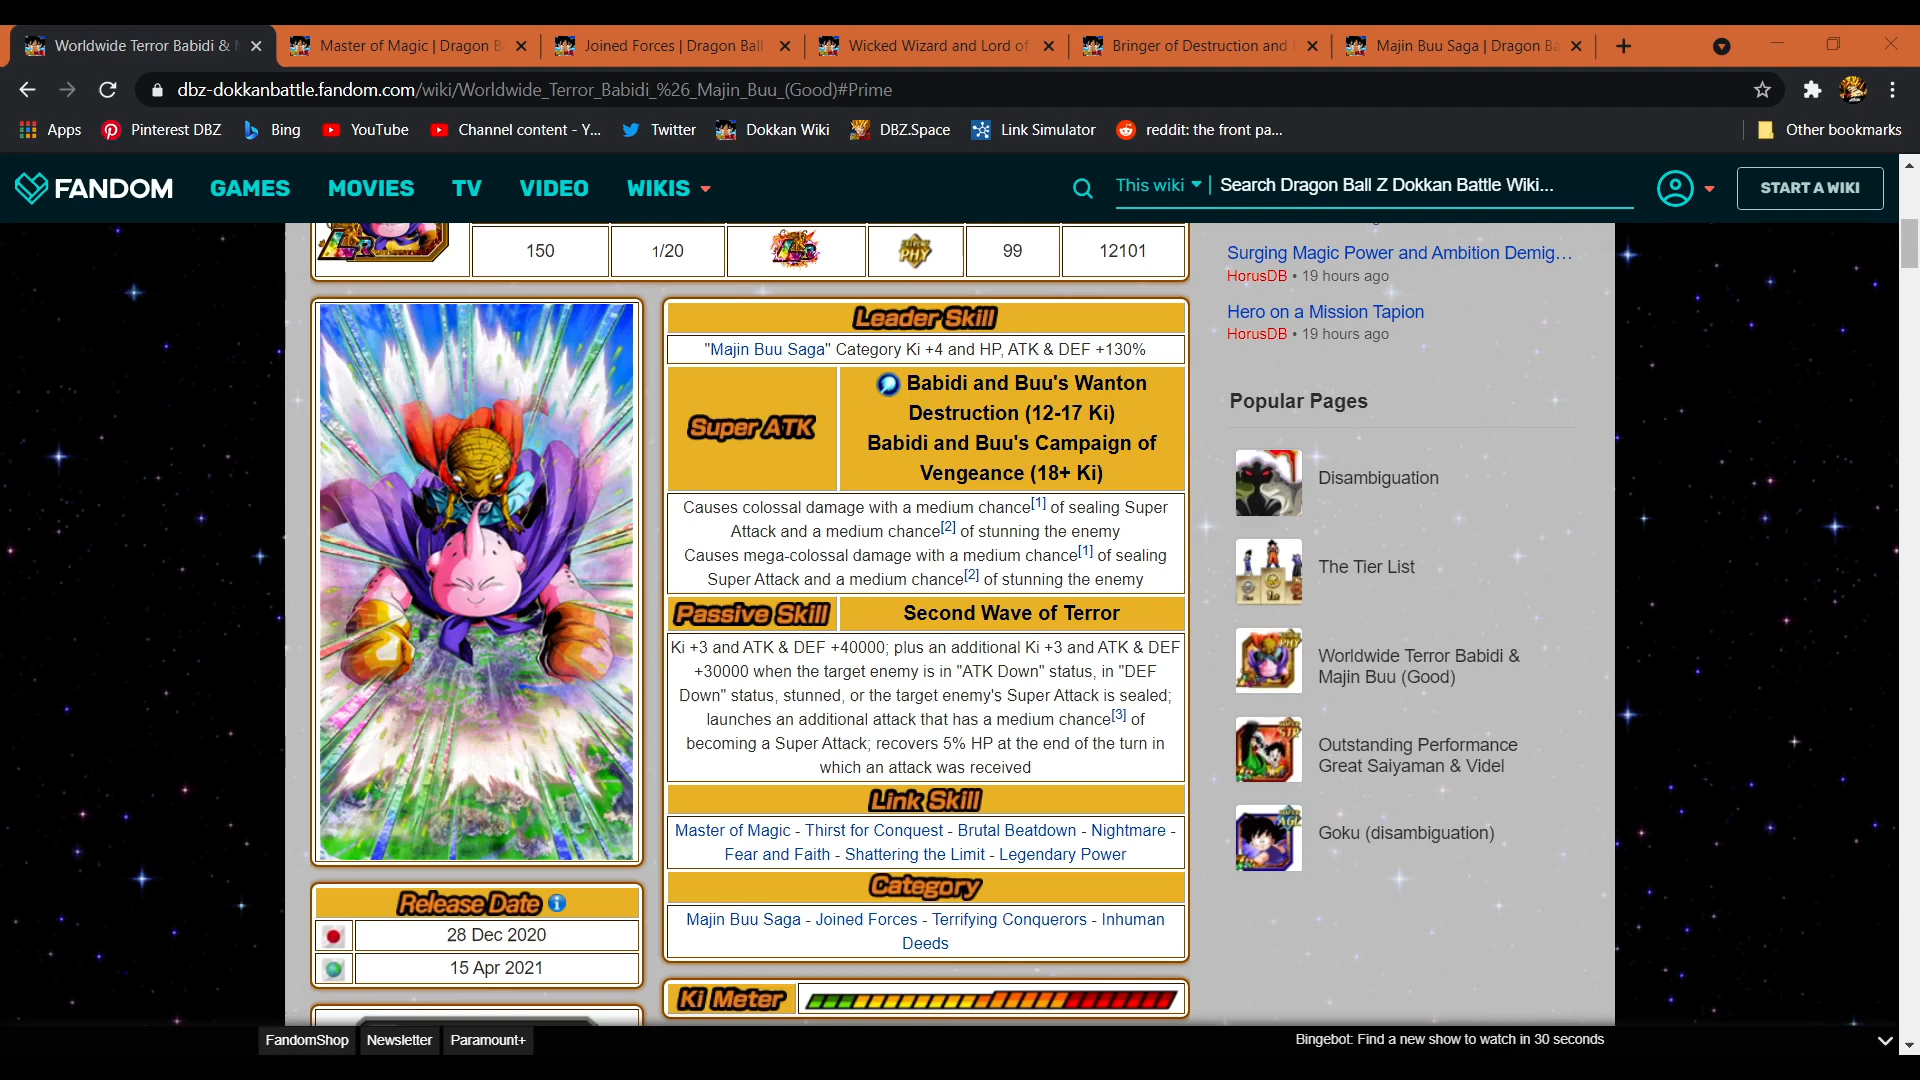 Worldwide Terror Babidi &
Master of Magic | Dragon B
Joined Forces | Dragon Ball
Wicked Wizard and Lord of
Bringer of Destruction and
Majin Buu Saga | Dragon Ba
dbz-dokkanbattle.fandom.com/wiki/Worldwide_Terror_Babidi_%26_Majin_Buu_(Good)#Prime
Apps
Pinterest DBZ
Bing
YouTube
Channel content - Y...
Twitter
Dokkan Wiki
DBZ.Space
Link Simulator
reddit: the front pa...
Other bookmarks
FANDOM
GAMES
MOVIES
TV
VIDEO
WIKIS
This wiki
Search Dragon Ball Z Dokkan Battle Wiki...
START A WIKI
LR
150
1/20
LR
SUPER PHY
99
12101
Leader Skill
"Majin Buu Saga" Category Ki +4 and HP, ATK & DEF +130%
Super ATK
Babidi and Buu's Wanton
Destruction (12-17 Ki)
Babidi and Buu's Campaign of
Vengeance (18+ Ki)
Causes colossal damage with a medium chance[1] of sealing Super
Attack and a medium chance[2] of stunning the enemy
Causes mega-colossal damage with a medium chance[1] of sealing
Super Attack and a medium chance[2] of stunning the enemy
Passive Skill
Second Wave of Terror
Ki +3 and ATK & DEF +40000; plus an additional Ki +3 and ATK & DEF
+30000 when the target enemy is in "ATK Down" status, in "DEF
Down" status, stunned, or the target enemy's Super Attack is sealed;
launches an additional attack that has a medium chance[3] of
becoming a Super Attack; recovers 5% HP at the end of the turn in
which an attack was received
Link Skill
Master of Magic - Thirst for Conquest - Brutal Beatdown - Nightmare -
Fear and Faith - Shattering the Limit - Legendary Power
Category
Majin Buu Saga - Joined Forces - Terrifying Conquerors - Inhuman
Deeds
Ki Meter
Release Date
28 Dec 2020
15 Apr 2021
Surging Magic Power and Ambition Demig...
HorusDB • 19 hours ago
Hero on a Mission Tapion
HorusDB • 19 hours ago
Popular Pages
Disambiguation
The Tier List
Worldwide Terror Babidi &
Majin Buu (Good)
Outstanding Performance
Great Saiyaman & Videl
Goku (disambiguation)
FandomShop
Newsletter
Paramount+
Bingebot: Find a new show to watch in 30 seconds